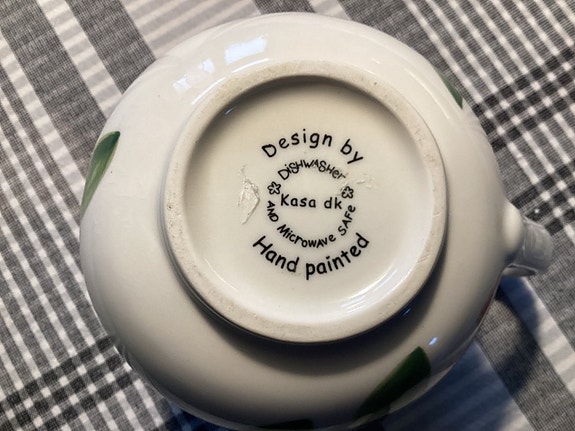 Design by
DiSHWASHer
Kasa dk
AND MicroWAVE SAFe
Hand painted